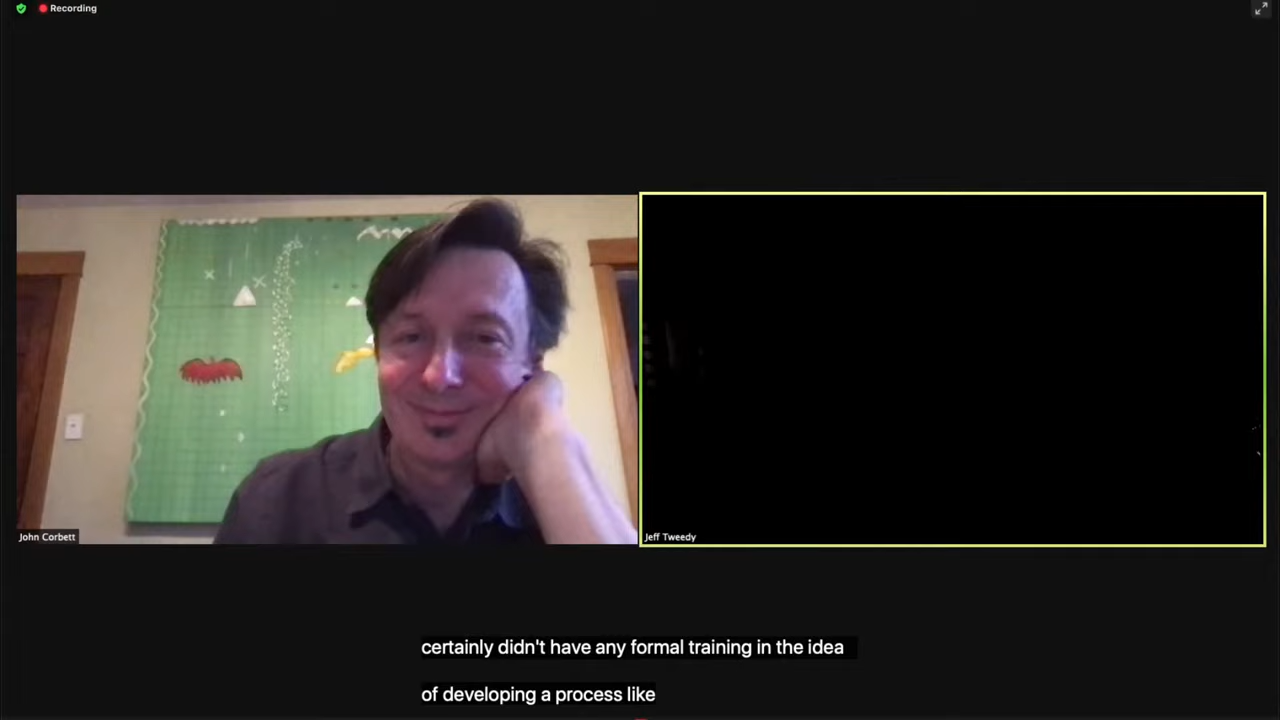 Recording
John Corbett
Jeff Tweedy
certainly didn't have any formal training in the idea
of developing a process like